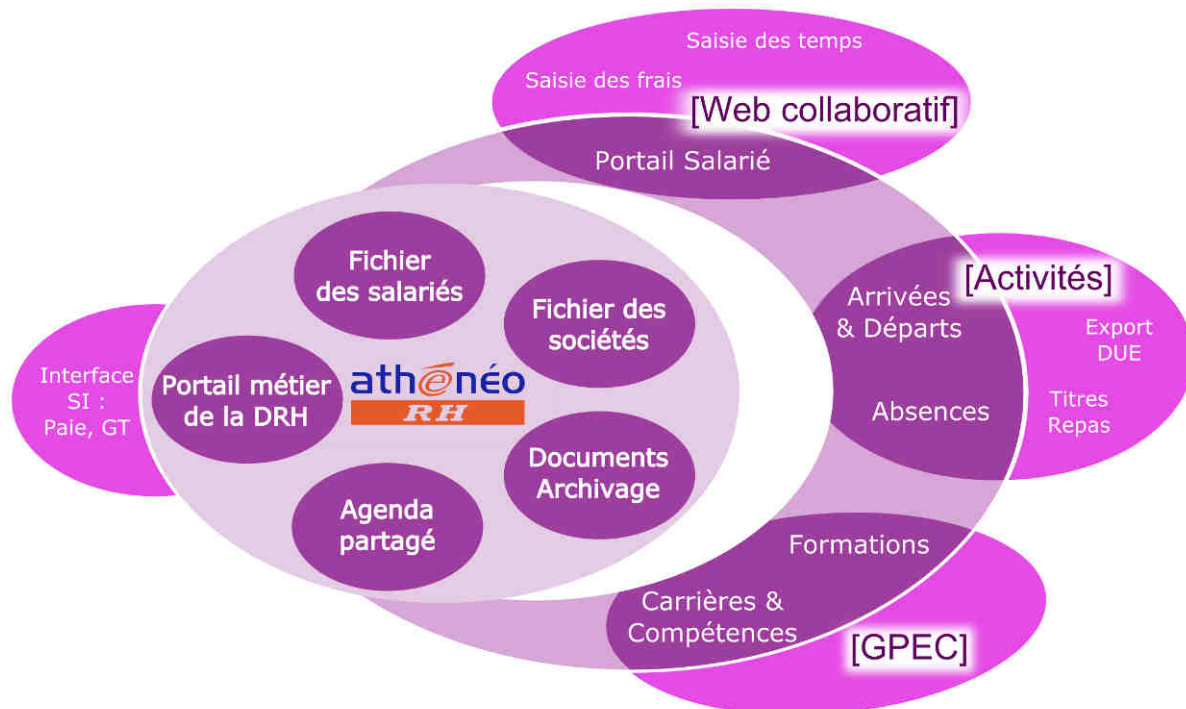 Saisie des temps
Saisie des frais
[Web collaboratif]
Portail Salarié
Fichier
des salariés
Fichier des
sociétés
[Activités]
Arrivées
& Départs
Export
DUE
Interface
SI :
Paie, GT
Portail métier
de la DRH
athénéo
RH
Absences
Titres
Repas
Documents
Archivage
Agenda
partagé
Formations
Carrières &
Compétences
[GPEC]